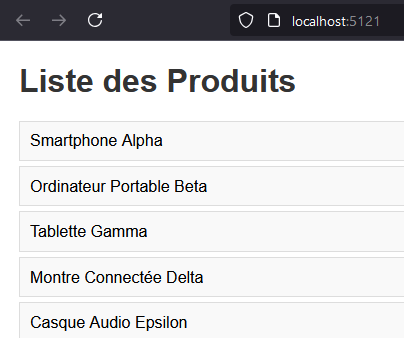 localhost:5121
Liste des Produits
Smartphone Alpha
Ordinateur Portable Beta
Tablette Gamma
Montre Connectée Delta
Casque Audio Epsilon